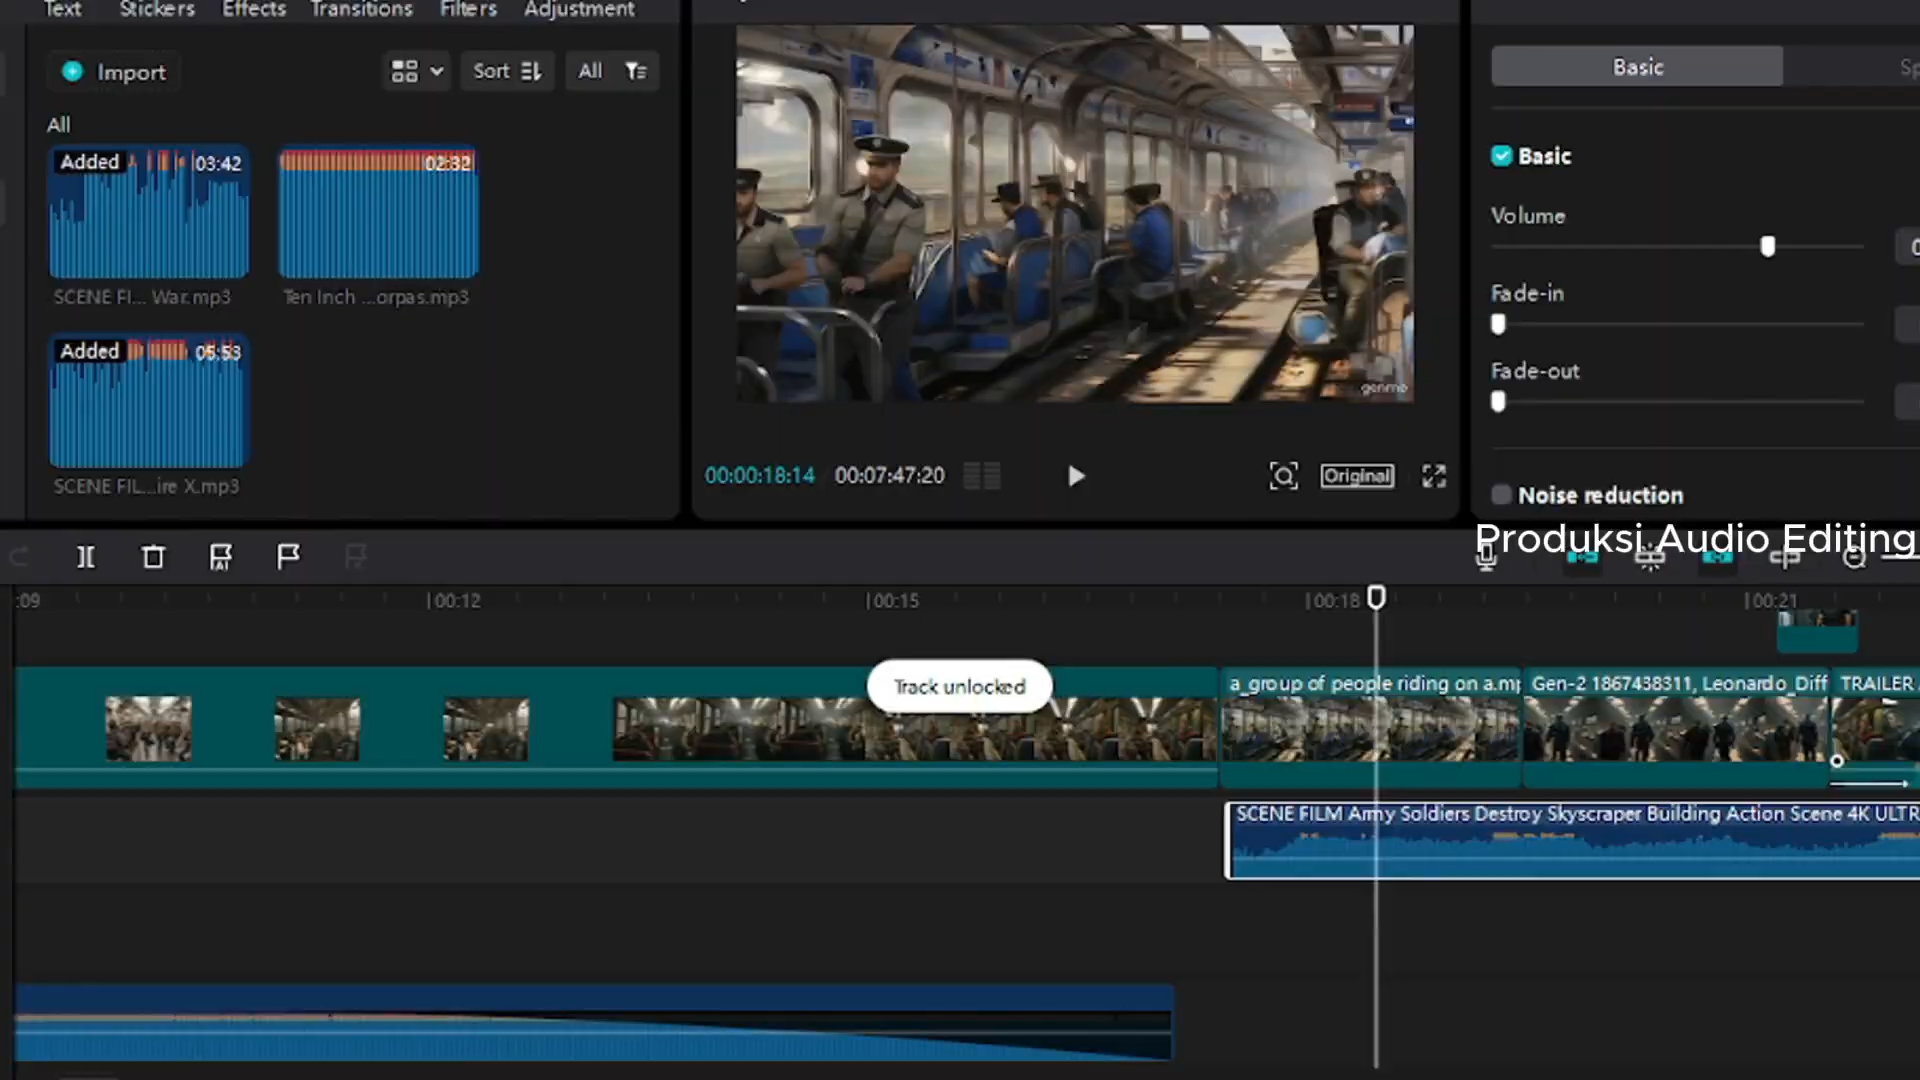 Text Stickers Effects Transitions Filters Adjustment
Import
Sort
All
All
Added 03:42
02:32
SCENE FI... War.mp3
Ten Inch ...orpas.mp3
Added 05:53
SCENE FIL...ire X.mp3
genmo
00:00:18:14 00:07:47:20
Original
Basic
Basic
Volume
Fade-in
Fade-out
Noise reduction
Produksi Audio Editing
:09 00:12 00:15 00:18 00:21
Track unlocked
a_group of people riding on a.mp
Gen-2 1867438311, Leonardo_Diff
TRAILER
SCENE FILM Army Soldiers Destroy Skyscraper Building Action Scene 4K ULTR